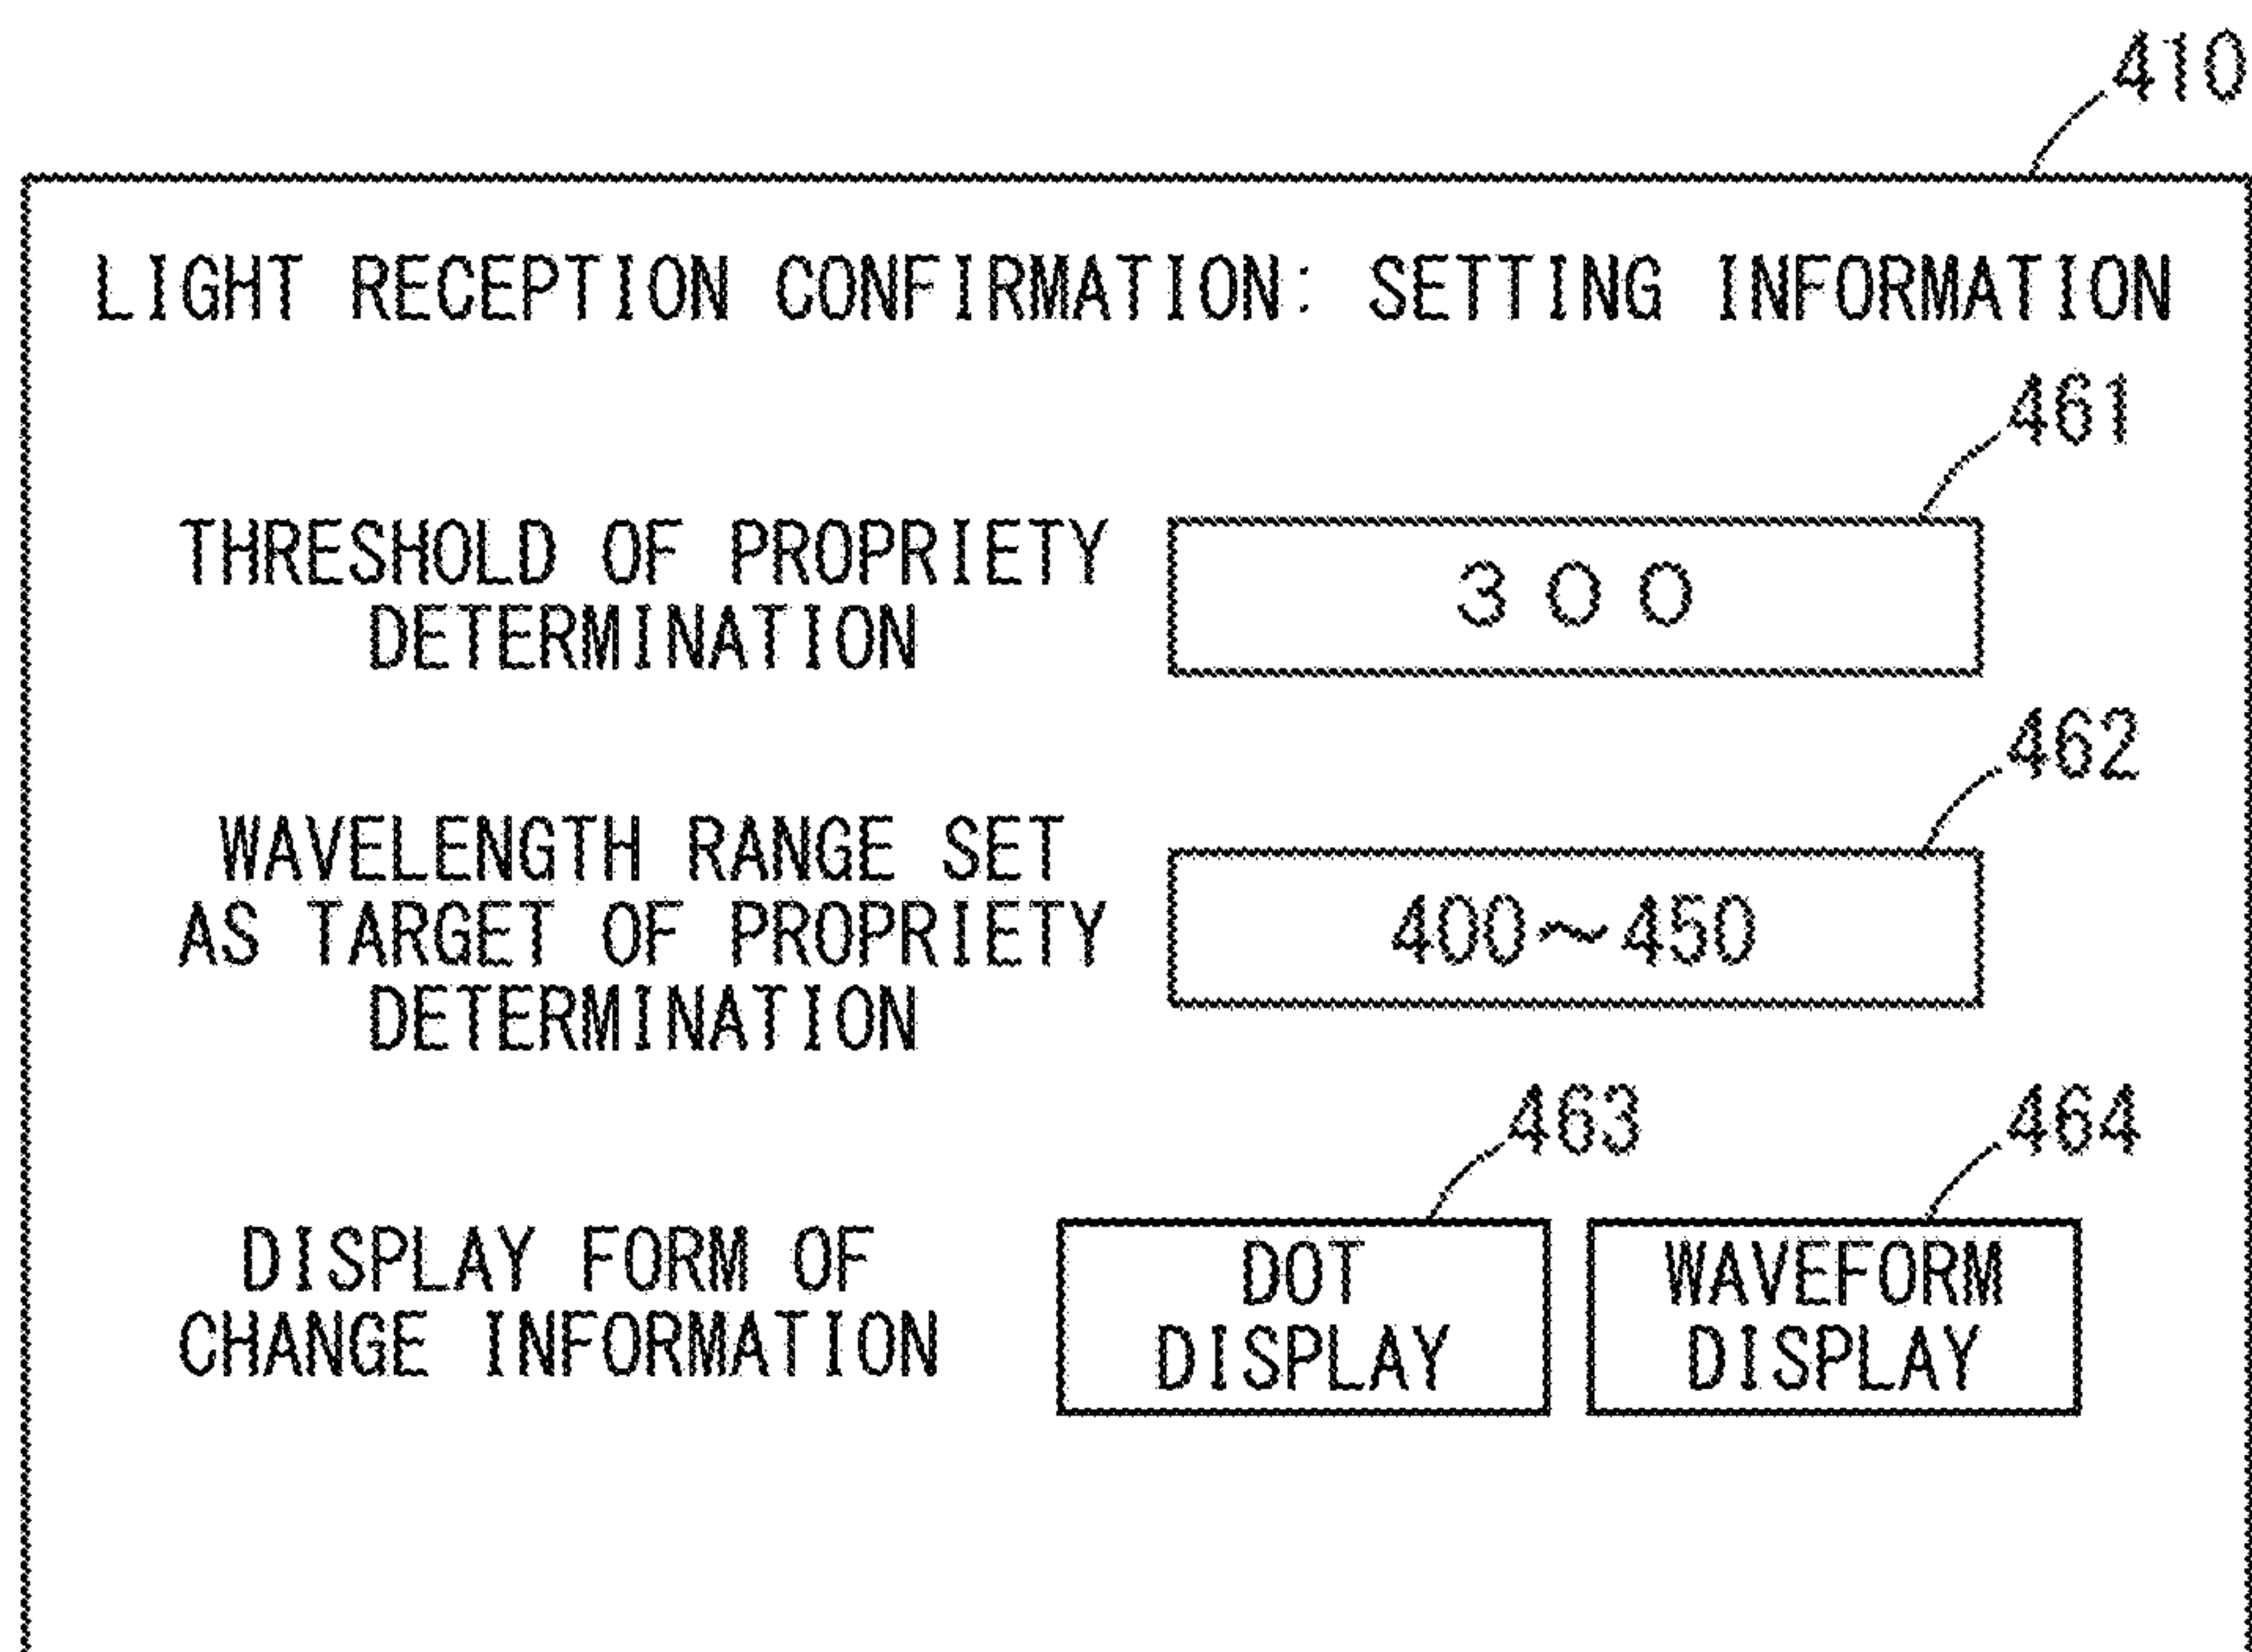 410
LIGHT RECEPTION CONFIRMATION: SETTING INFORMATION
461
THRESHOLD OF PROPRIETY
DETERMINATION
300
462
WAVELENGTH RANGE SET
AS TARGET OF PROPRIETY
DETERMINATION
400~450
463
464
DISPLAY FORM OF
CHANGE INFORMATION
DOT
DISPLAY
WAVEFORM
DISPLAY